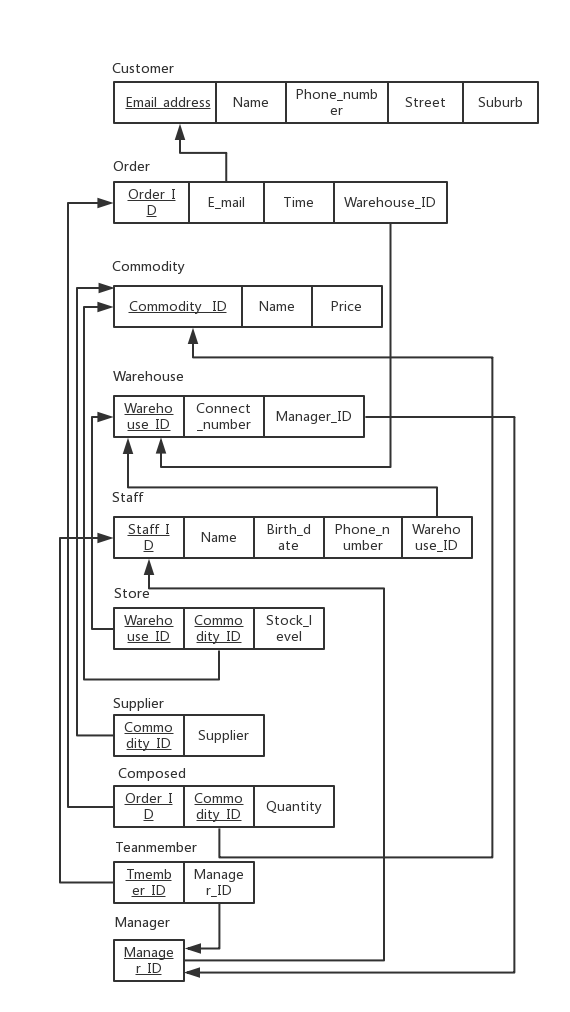 Customer
Email_address Name Phone_numb
er Street Suburb
Order
Order_I
D E_mail Time Warehouse_ID
Commodity
Commodity_ID Name Price
Warehouse
Wareho
use_ID Connect
_number Manager_ID
Staff
Staff_I
D Name Birth_d
ate Phone_n
umber Wareho
use_ID
Store
Wareho
use_ID Commo
dity_ID Stock_l
evel
Supplier
Commo
dity_ID Supplier
Composed
Order_I
D Commo
dity_ID Quantity
Teanmember
Tmemb
er_ID Manage
r_ID
Manager
Manage
r_ID